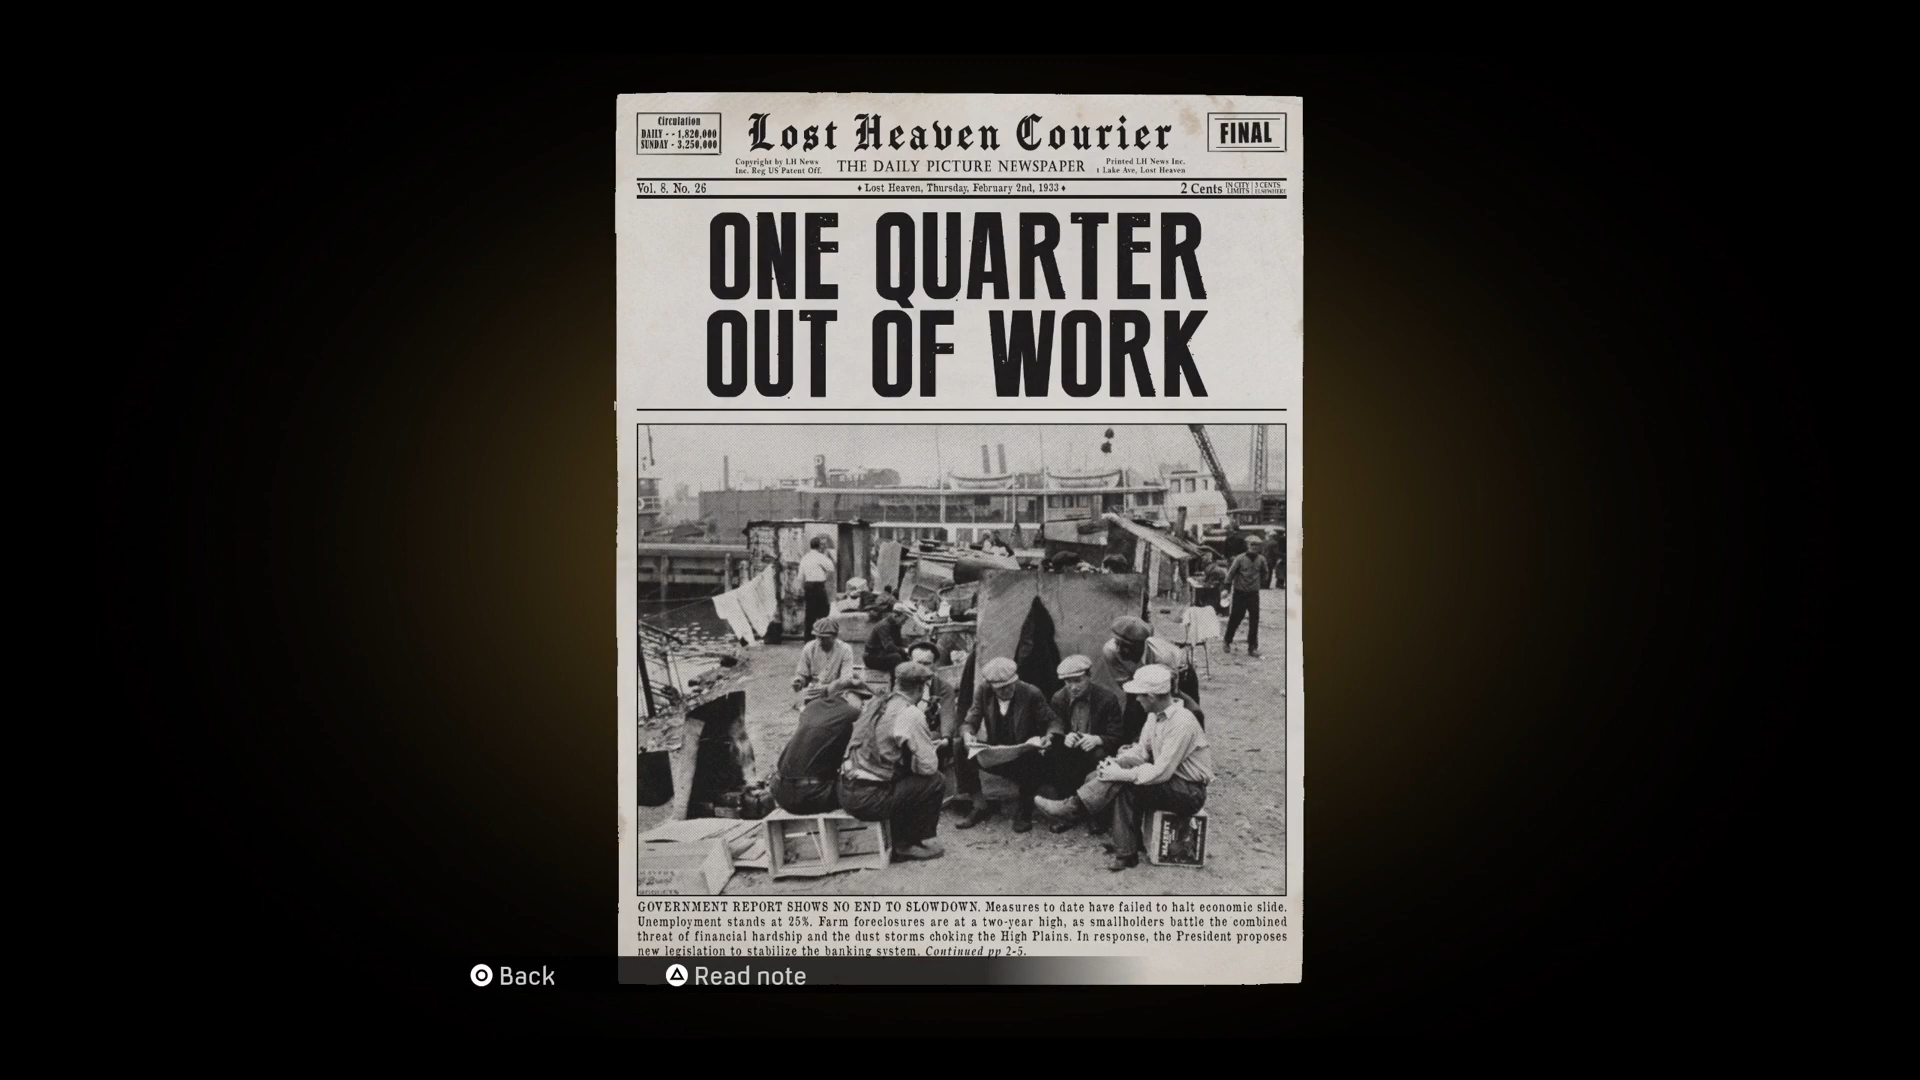 Circulation
DAILY - - 1,820,000
SUNDAY - 3,250,000
Lost Heaven Courier
FINAL
Copyright by LH News
Inc. Reg US Patent Off.
THE DAILY PICTURE NEWSPAPER
Printed LH News Inc.
1 Lake Ave, Lost Heaven
Vol. 8. No. 26
♦ Lost Heaven, Thursday, February 2nd, 1933 ♦
2 Cents IN CITY LIMITS 3 CENTS ELSEWHERE
ONE QUARTER
OUT OF WORK
MAJESTY
GOVERNMENT REPORT SHOWS NO END TO SLOWDOWN. Measures to date have failed to halt economic slide.
Unemployment stands at 25%. Farm foreclosures are at a two-year high, as smallholders battle the combined
threat of financial hardship and the dust storms choking the High Plains. In response, the President proposes
new legislation to stabilize the banking system. Continued pp 2-5.
Back
Read note